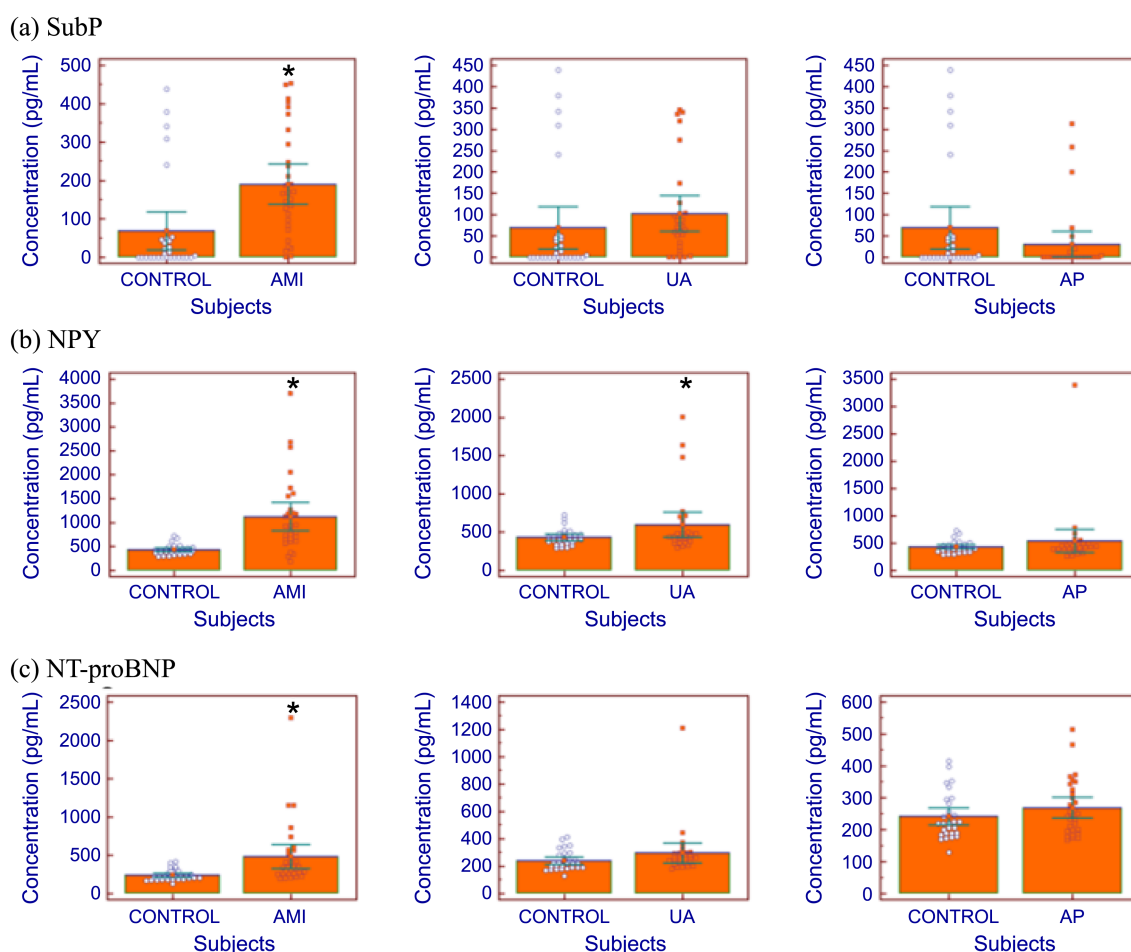 (a) SubP
Concentration (pg/mL)
500
400
300
200
100
0
*
CONTROL AMI
Subjects
Concentration (pg/mL)
450
400
350
300
250
200
150
100
50
0
CONTROL UA
Subjects
Concentration (pg/mL)
450
400
350
300
250
200
150
100
50
0
CONTROL AP
Subjects
(b) NPY
Concentration (pg/mL)
4000
3500
3000
2500
2000
1500
1000
500
0
*
CONTROL AMI
Subjects
Concentration (pg/mL)
2500
2000
1500
1000
500
0
*
CONTROL UA
Subjects
Concentration (pg/mL)
3500
3000
2500
2000
1500
1000
500
0
CONTROL AP
Subjects
(c) NT-proBNP
Concentration (pg/mL)
2500
2000
1500
1000
500
0
*
CONTROL AMI
Subjects
Concentration (pg/mL)
1400
1200
1000
800
600
400
200
0
CONTROL UA
Subjects
Concentration (pg/mL)
600
500
400
300
200
100
0
CONTROL AP
Subjects